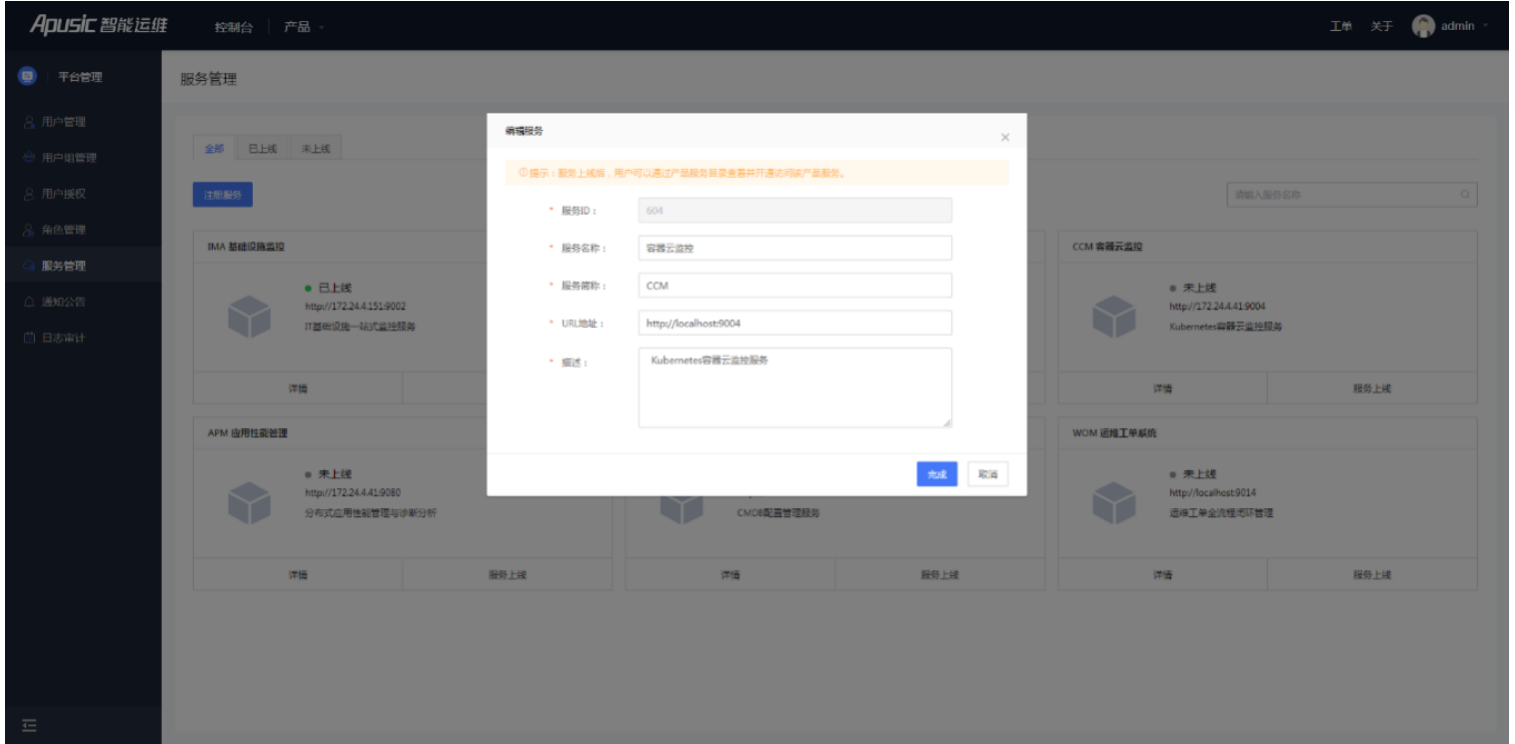 Apusic 智能运维
控制台
产品
工单
关于
admin
平台管理
用户管理
用户组管理
用户授权
角色管理
服务管理
通知公告
日志审计
服务管理
全部
已上线
未上线
注册服务
请输入服务名称
IMA 基础设施监控
已上线
http://172.24.4.151:9002
IT基础设施一站式监控服务
详情
CCM 容器云监控
未上线
http://172.24.4.41:9004
Kubernetes容器云监控服务
详情
服务上线
APM 应用性能管理
未上线
http://172.24.4.41:9080
分布式应用性能管理与诊断分析
详情
服务上线
CMDB配置管理服务
详情
服务上线
WOM 运维工单系统
未上线
http://localhost:9014
运维工单全流程闭环管理
详情
服务上线
编辑服务
提示：服务上线后，用户可以通过产品服务目录查看并开通访问该产品服务。
* 服务ID：
604
* 服务名称：
容器云监控
* 服务简称：
CCM
* URL地址：
http://localhost:9004
* 描述：
Kubernetes容器云监控服务
完成
取消